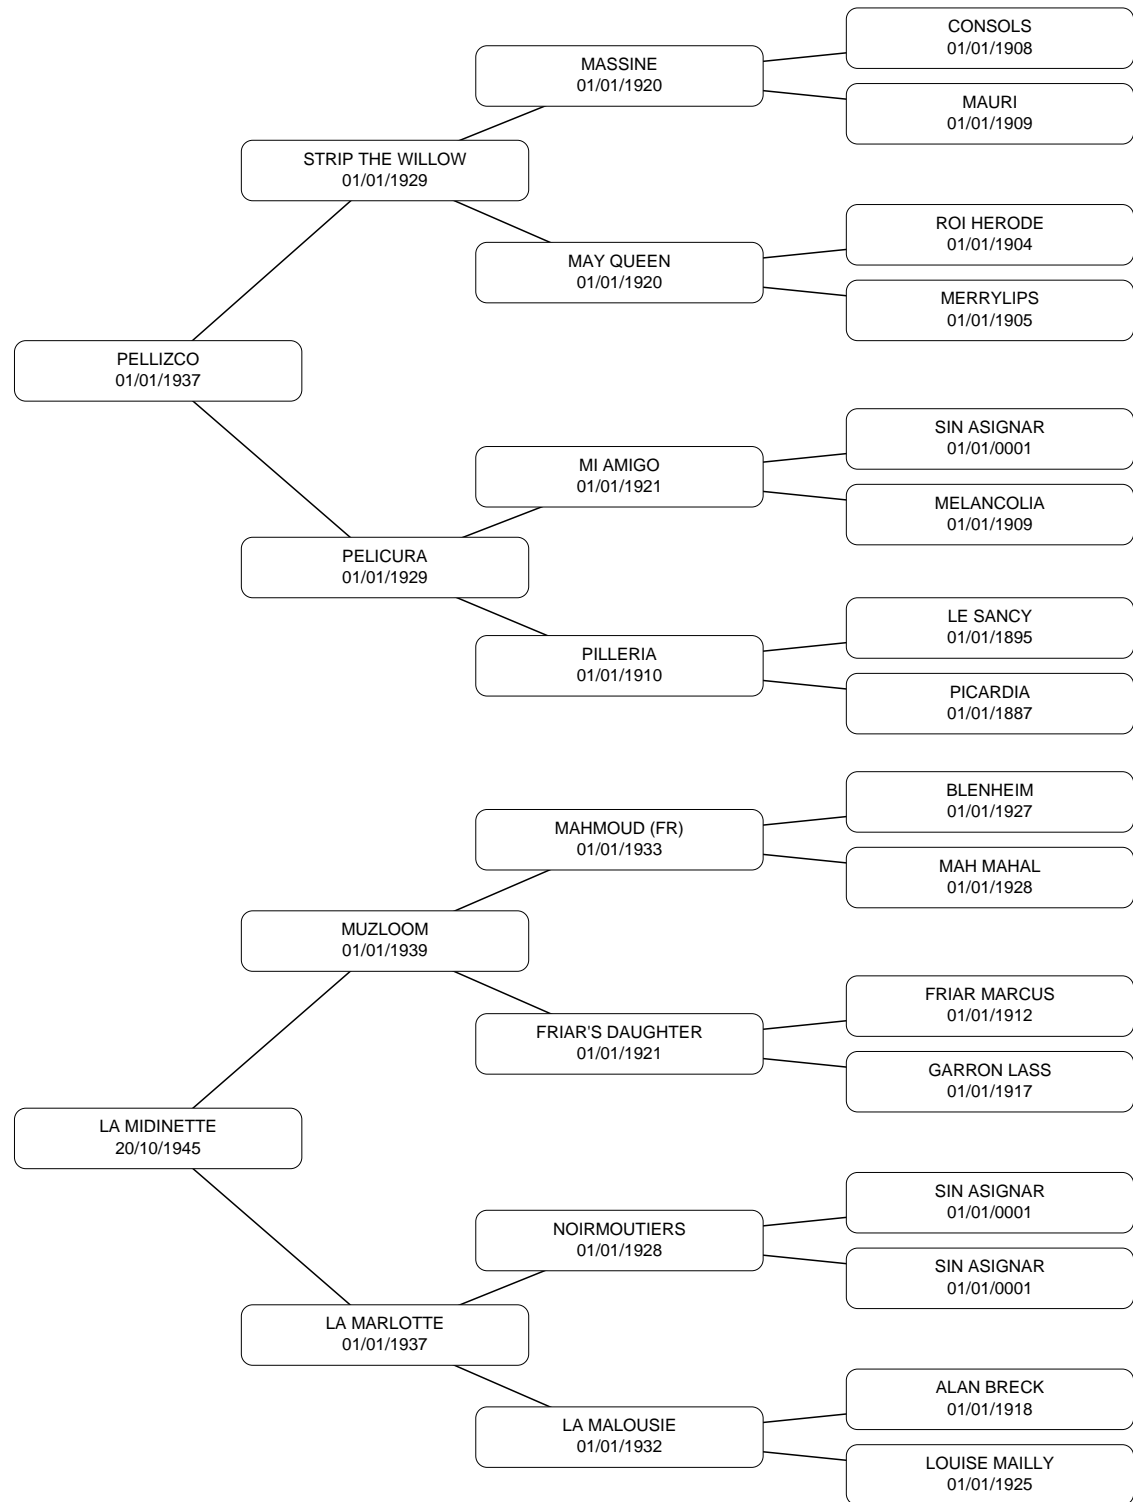 CONSOLS
01/01/1908
MASSINE
01/01/1920
MAURI
01/01/1909
STRIP THE WILLOW
01/01/1929
ROI HERODE
01/01/1904
MAY QUEEN
01/01/1920
MERRYLIPS
01/01/1905
PELLIZCO
01/01/1937
SIN ASIGNAR
01/01/0001
MI AMIGO
01/01/1921
MELANCOLIA
01/01/1909
PELICURA
01/01/1929
LE SANCY
01/01/1895
PILLERIA
01/01/1910
PICARDIA
01/01/1887
BLENHEIM
01/01/1927
MAHMOUD (FR)
01/01/1933
MAH MAHAL
01/01/1928
MUZLOOM
01/01/1939
FRIAR MARCUS
01/01/1912
FRIAR'S DAUGHTER
01/01/1921
GARRON LASS
01/01/1917
LA MIDINETTE
20/10/1945
SIN ASIGNAR
01/01/0001
NOIRMOUTIERS
01/01/1928
SIN ASIGNAR
01/01/0001
LA MARLOTTE
01/01/1937
ALAN BRECK
01/01/1918
LA MALOUSIE
01/01/1932
LOUISE MAILLY
01/01/1925